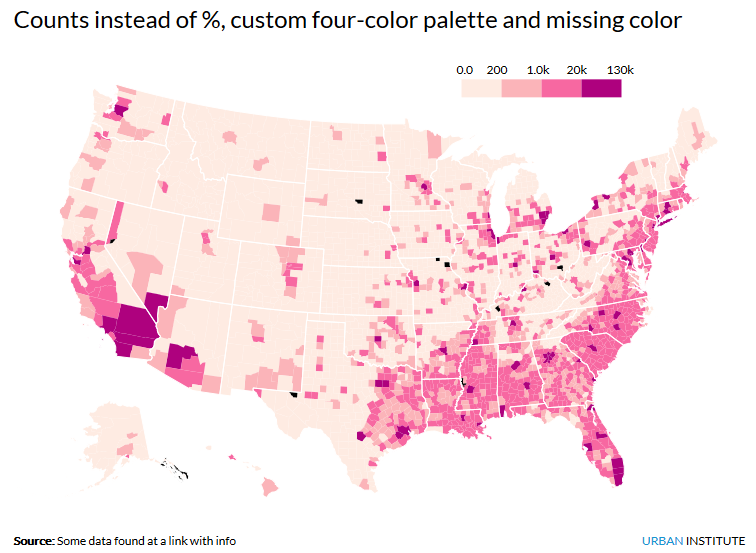 Counts instead of %, custom four-color palette and missing color
0.0 200 1.0k 20k 130k
Source: Some data found at a link with info
URBAN INSTITUTE